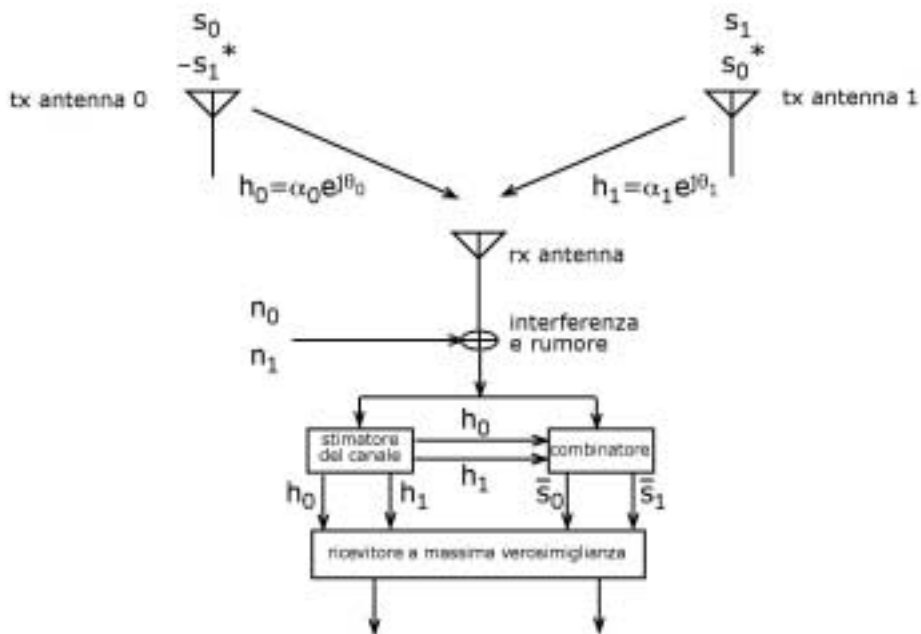 s₀
-s₁*
tx antenna 0
s₁
s₀*
tx antenna 1
h₀=α₀e^jθ₀
h₁=α₁e^jθ₁
rx antenna
n₀
n₁
interferenza
e rumore
stimatore
del canale
h₀
h₁
combinatore
h₀
h₁
s̄₀
s̄₁
ricevitore a massima verosimiglianza